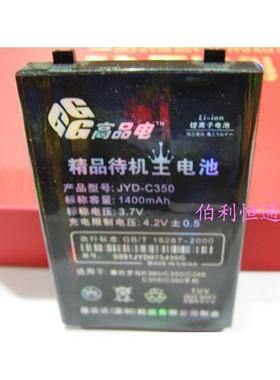 高品电
Li-ion
锂离子电池
精品待机王电池
产品型号: JYD-C350
标称容量: 1400mAh
标称电压: 3.7V
充电限制电压: 4.2V ± 0.5
执行标准: GB/T 18287-2000
S091JYD075490G
MADE IN CHINA
TUV
伯利恒通